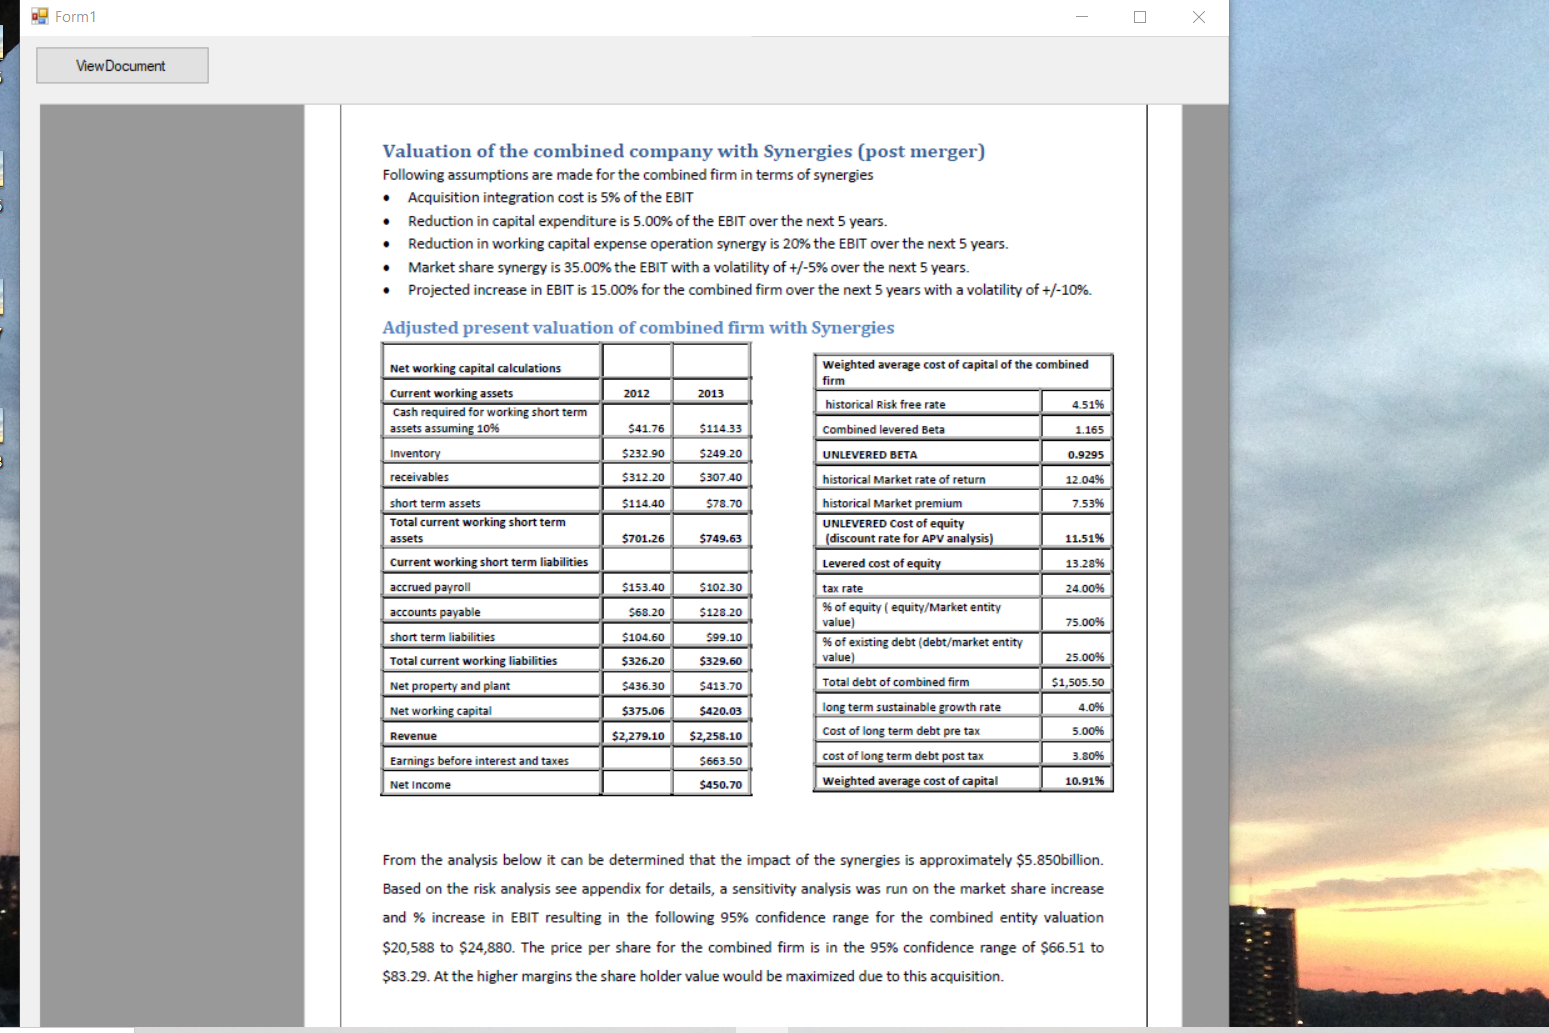 Form1
ViewDocument
Valuation of the combined company with Synergies (post merger)
Following assumptions are made for the combined firm in terms of synergies
• Acquisition integration cost is 5% of the EBIT
• Reduction in capital expenditure is 5.00% of the EBIT over the next 5 years.
• Reduction in working capital expense operation synergy is 20% the EBIT over the next 5 years.
• Market share synergy is 35.00% the EBIT with a volatility of +/-5% over the next 5 years.
• Projected increase in EBIT is 15.00% for the combined firm over the next 5 years with a volatility of +/-10%.
Adjusted present valuation of combined firm with Synergies
Net working capital calculations
Current working assets 2012 2013
Cash required for working short term
assets assuming 10% $41.76 $114.33
Inventory $232.90 $249.20
receivables $312.20 $307.40
short term assets $114.40 $78.70
Total current working short term
assets $701.26 $749.63
Current working short term liabilities
accrued payroll $153.40 $102.30
accounts payable $68.20 $128.20
short term liabilities $104.60 $99.10
Total current working liabilities $326.20 $329.60
Net property and plant $436.30 $413.70
Net working capital $375.06 $420.03
Revenue $2,279.10 $2,258.10
Earnings before interest and taxes $663.50
Net Income $450.70
Weighted average cost of capital of the combined
firm
historical Risk free rate 4.51%
Combined levered Beta 1.165
UNLEVERED BETA 0.9295
historical Market rate of return 12.04%
historical Market premium 7.53%
UNLEVERED Cost of equity
(discount rate for APV analysis) 11.51%
Levered cost of equity 13.28%
tax rate 24.00%
% of equity ( equity/Market entity
value) 75.00%
% of existing debt (debt/market entity
value) 25.00%
Total debt of combined firm $1,505.50
long term sustainable growth rate 4.0%
Cost of long term debt pre tax 5.00%
cost of long term debt post tax 3.80%
Weighted average cost of capital 10.91%
From the analysis below it can be determined that the impact of the synergies is approximately $5.850billion.
Based on the risk analysis see appendix for details, a sensitivity analysis was run on the market share increase
and % increase in EBIT resulting in the following 95% confidence range for the combined entity valuation
$20,588 to $24,880. The price per share for the combined firm is in the 95% confidence range of $66.51 to
$83.29. At the higher margins the share holder value would be maximized due to this acquisition.